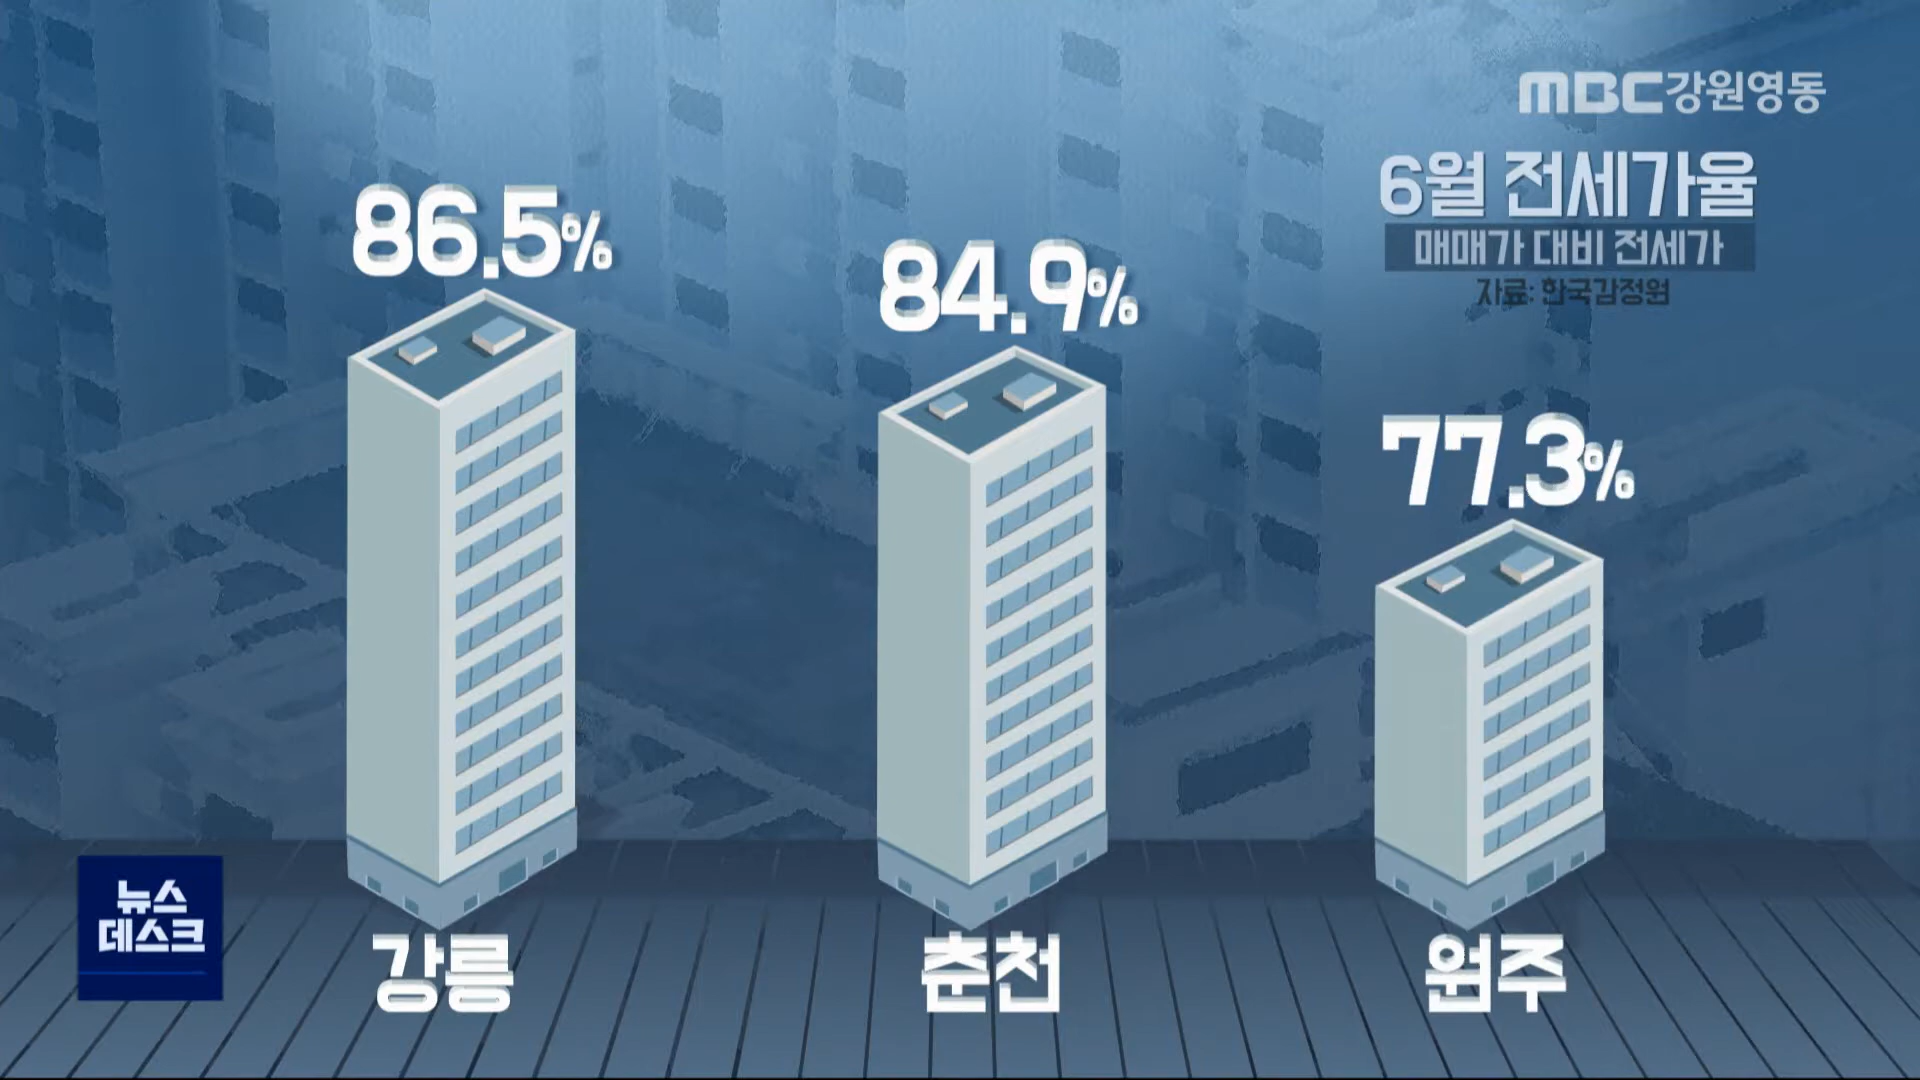 MBC강원영동
6월 전세가율
매매가 대비 전세가
자료: 한국감정원
86.5%
84.9%
77.3%
강릉
춘천
원주
뉴스
데스크